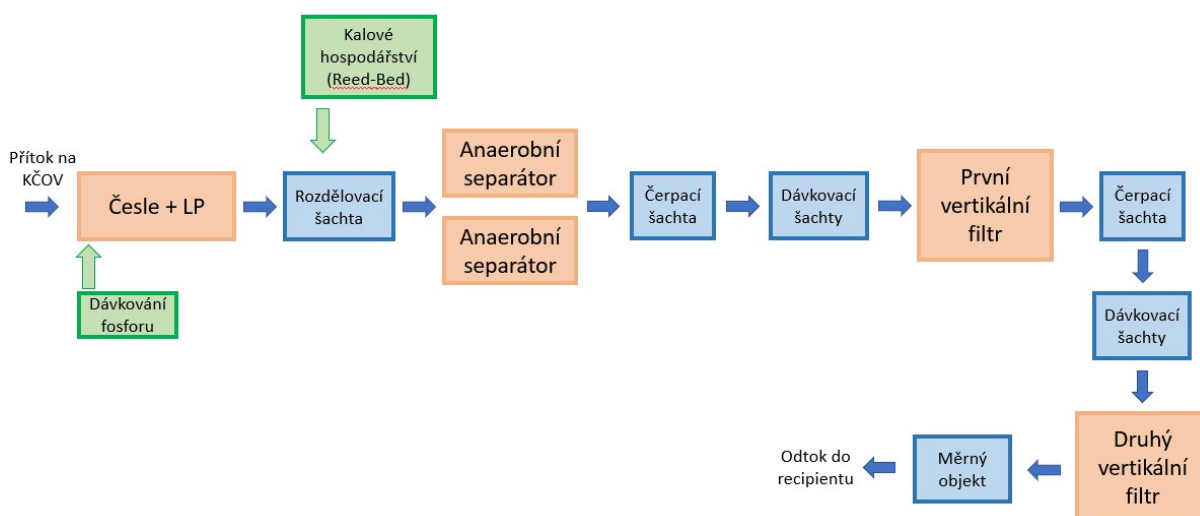 Kalové
hospodářství
(Reed-Bed)
Přítok na
KČOV
Česle + LP
Dávkování
fosforu
Rozdělovací
šachta
Anaerobní
separátor
Anaerobní
separátor
Čerpací
šachta
Dávkovací
šachty
První
vertikální
filtr
Čerpací
šachta
Dávkovací
šachty
Druhý
vertikální
filtr
Měrný
objekt
Odtok do
recipientu